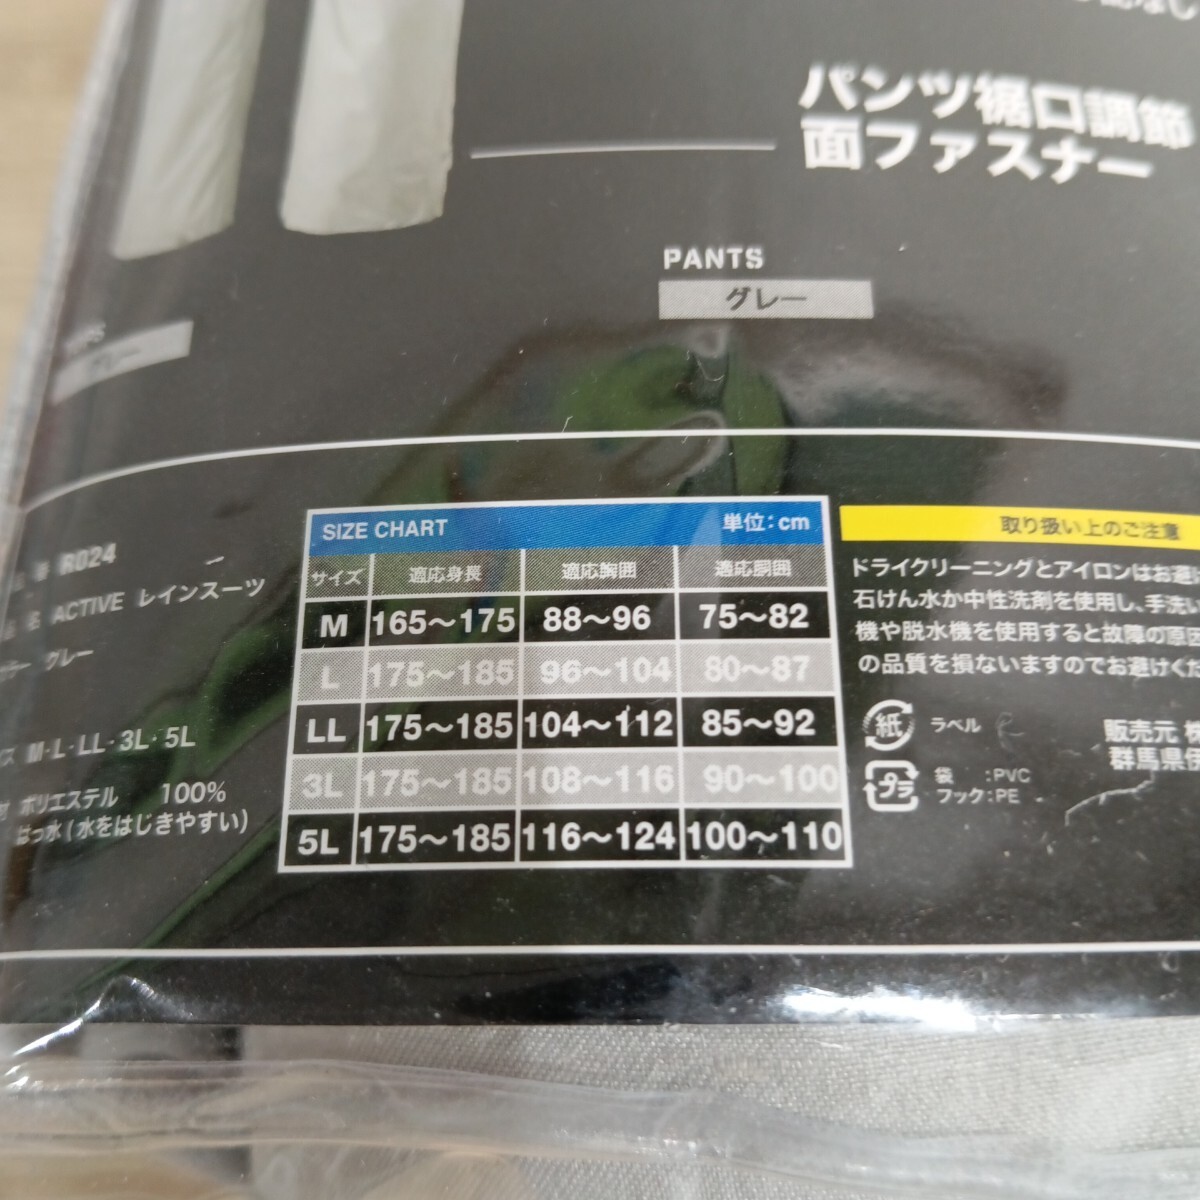 パンツ裾口調節
面ファスナー
PANTS
グレー
R024
ACTIVE レインスーツ
グレー
M・L・LL・3L・5L
ポリエステル 100%
はっ水(水をはじきやすい)
SIZE CHART 単位:cm
サイズ 適応身長 適応胸囲 適応胴囲
M 165〜175 88〜96 75〜82
L 175〜185 96〜104 80〜87
LL 175〜185 104〜112 85〜92
3L 175〜185 108〜116 90〜100
5L 175〜185 116〜124 100〜110
取り扱い上のご注意
ドライクリーニングとアイロンはお避け
石けん水か中性洗剤を使用し、手洗い
機や脱水機を使用すると故障の原因
の品質を損ないますのでお避けくだ
紙 ラベル
プラ 袋 :PVC
フック:PE
販売元 株
群馬県伊